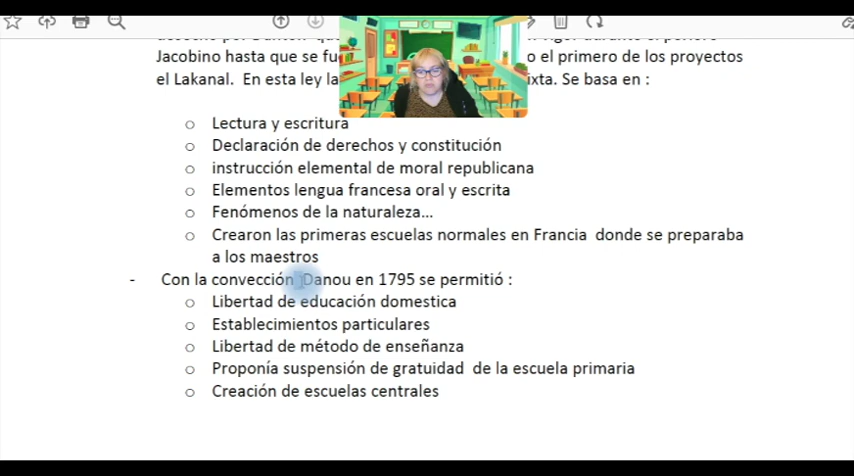 Jacobino hasta que se fu o el primero de los proyectos
el Lakanal. En esta ley la ixta. Se basa en :
o Lectura y escritura
o Declaración de derechos y constitución
o instrucción elemental de moral republicana
o Elementos lengua francesa oral y escrita
o Fenómenos de la naturaleza...
o Crearon las primeras escuelas normales en Francia donde se preparaba
a los maestros
- Con la convección Danou en 1795 se permitió :
o Libertad de educación domestica
o Establecimientos particulares
o Libertad de método de enseñanza
o Proponía suspensión de gratuidad de la escuela primaria
o Creación de escuelas centrales